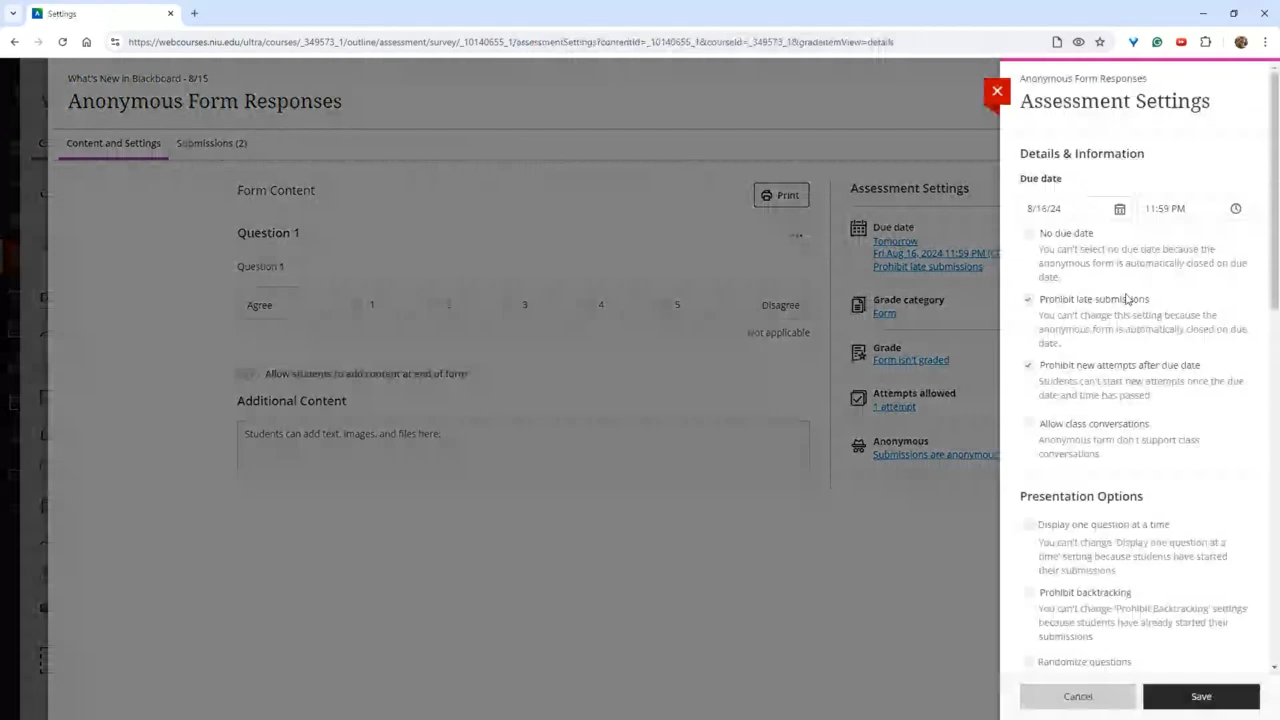 Settings
https://webcourses.niu.edu/ultra/courses/_349573_1/outline/assessment/survey/_10140655_1/assessmentSettings?contentId=_10140655_1&courseId=_349573_1&gradeitemView=details
What's New in Blackboard - 8/15
Anonymous Form Responses
Content and Settings
Submissions (2)
Form Content
Print
Question 1
Question 1
Agree
1
2
3
4
5
Disagree
Not applicable
Allow students to add content at end of form
Additional Content
Students can add text, images, and files here:
Assessment Settings
Due date
Tomorrow
Fri, Aug 16, 2024 11:59 PM
Prohibit late submissions
Grade category
Form
Grade
Form isn't graded
Attempts allowed
1 attempt
Anonymous
Submissions are anonymous
Anonymous Form Responses
Assessment Settings
Details & Information
Due date
8/16/24
11:59 PM
No due date
You can't select no due date because the
anonymous form is automatically closed on due
date.
Prohibit late submissions
You can't change this setting because the
anonymous form is automatically closed on due
date.
Prohibit new attempts after due date
Students can't start new attempts once the due
date and time has passed
Allow class conversations
Anonymous form don't support class
conversations
Presentation Options
Display one question at a time
You can't change 'Display one question at a
time' setting because students have started
their submissions
Prohibit backtracking
You can't change 'Prohibit Backtracking' settings
because students have already started their
submissions
Randomize questions
Cancel
Save